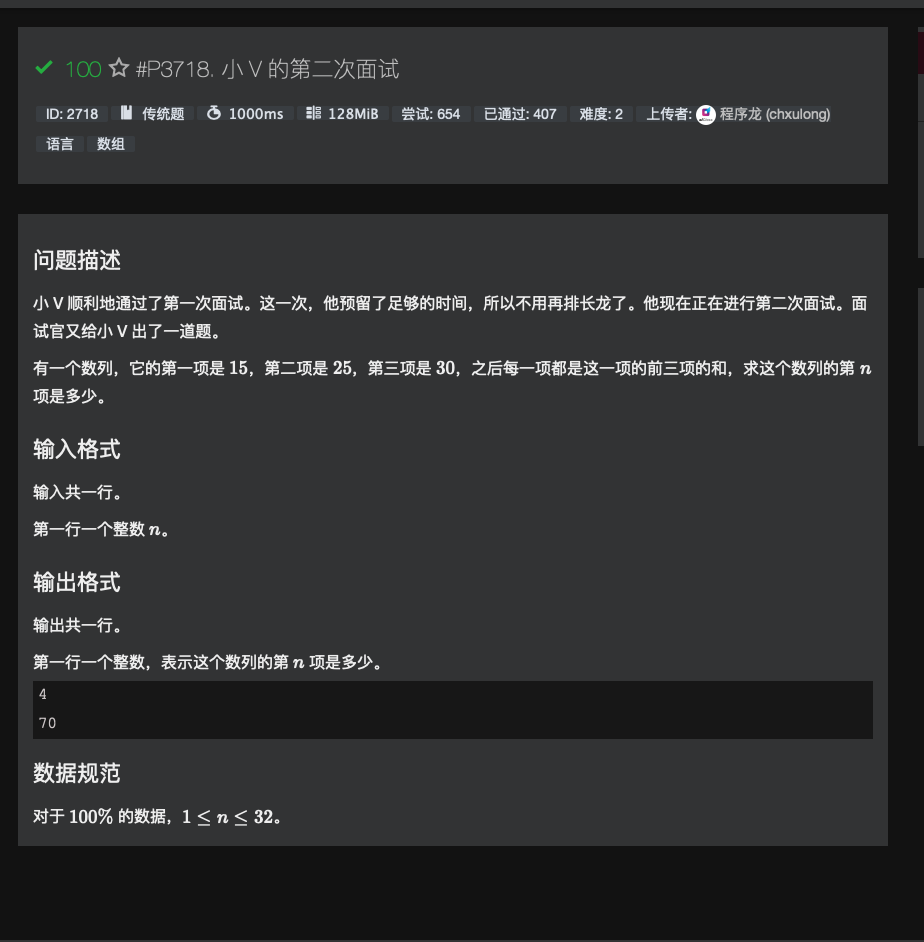 100 ☆ #P3718. 小 V 的第二次面试
ID: 2718 传统题 1000ms 128MiB 尝试: 654 已通过: 407 难度: 2 上传者: 程序龙 (chxulong)
语言 数组
问题描述
小 V 顺利地通过了第一次面试。这一次，他预留了足够的时间，所以不用再排长龙了。他现在正在进行第二次面试。面
试官又给小 V 出了一道题。
有一个数列，它的第一项是 15，第二项是 25，第三项是 30，之后每一项都是这一项的前三项的和，求这个数列的第 n
项是多少。
输入格式
输入共一行。
第一行一个整数 n。
输出格式
输出共一行。
第一行一个整数，表示这个数列的第 n 项是多少。
4
70
数据规范
对于 100% 的数据，1 ≤ n ≤ 32。